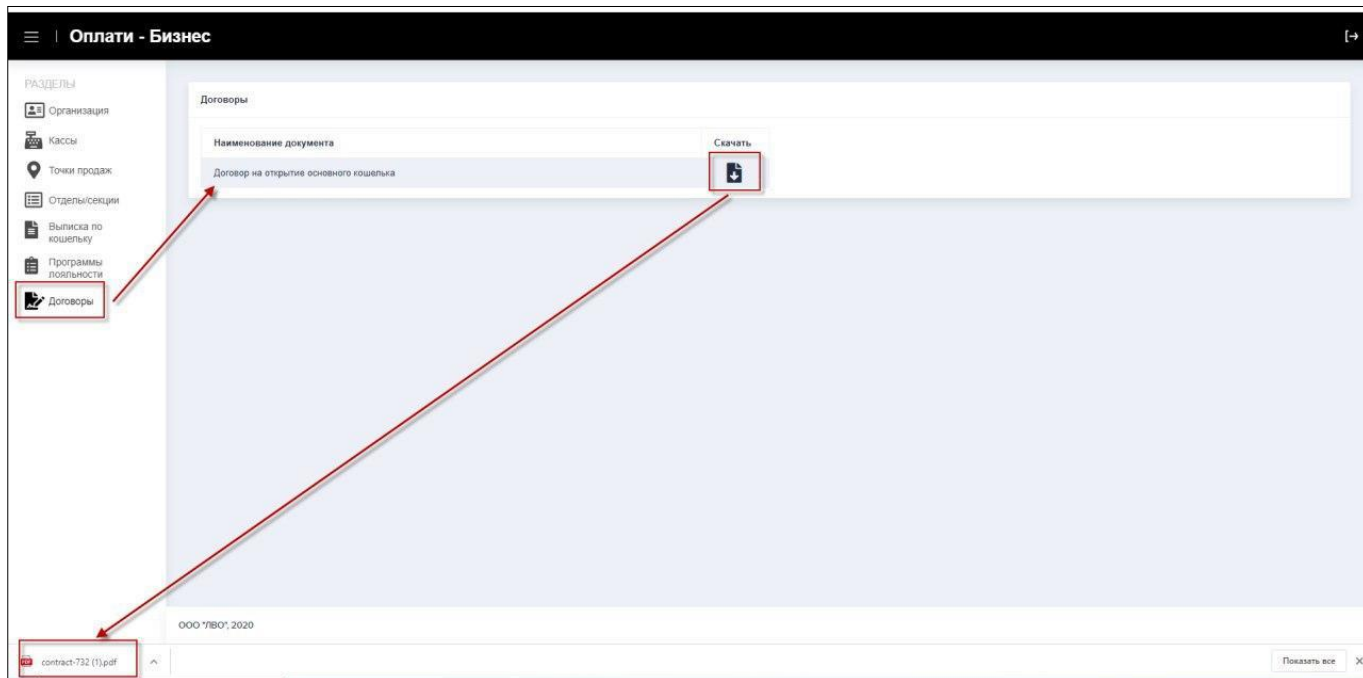 Оплати - Бизнес
РАЗДЕЛЫ
Организация
Кассы
Точки продаж
Отделы/секции
Выписка по
кошельку
Программы
лояльности
Договоры
Договоры
Наименование документа Скачать
Договор на открытие основного кошелька
ООО "ЛВО", 2020
PDF contract-732 (1).pdf
Показать все